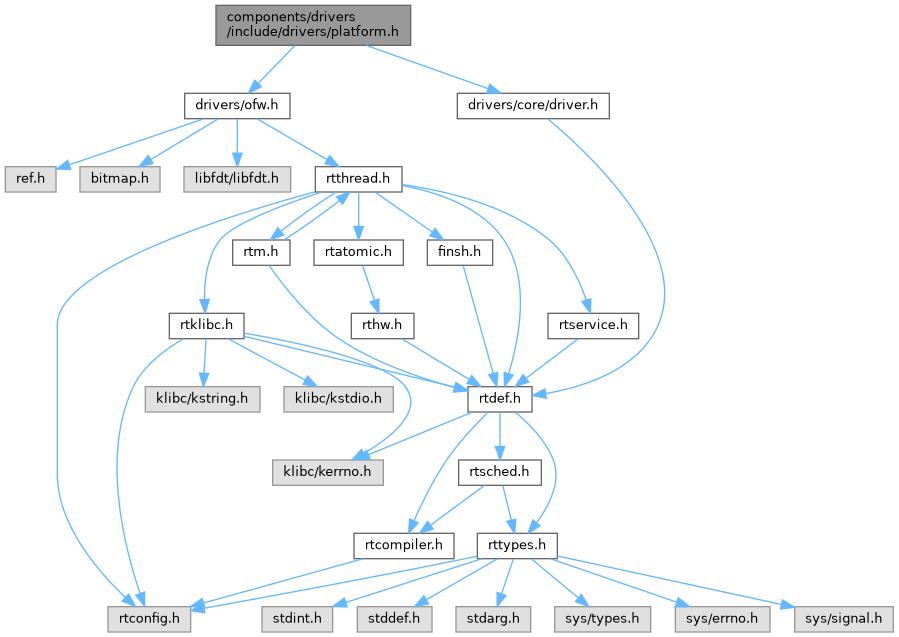 components/drivers
/include/drivers/platform.h
drivers/ofw.h
drivers/core/driver.h
ref.h
bitmap.h
libfdt/libfdt.h
rtthread.h
rtm.h
rtatomic.h
finsh.h
rtklibc.h
rthw.h
rtservice.h
klibc/kstring.h
klibc/kstdio.h
rtdef.h
klibc/kerrno.h
rtsched.h
rtcompiler.h
rttypes.h
rtconfig.h
stdint.h
stddef.h
stdarg.h
sys/types.h
sys/errno.h
sys/signal.h